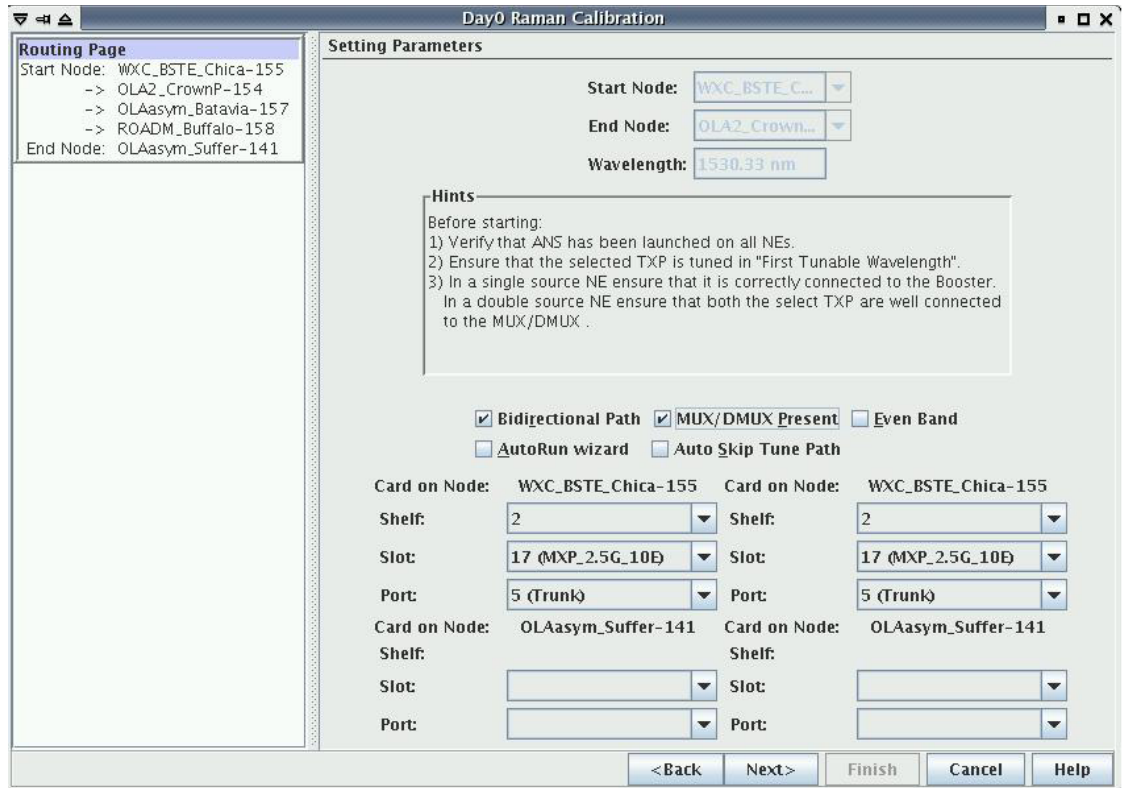 Day0 Raman Calibration
Routing Page
Start Node: WXC_BSTE_Chica-155
-> OLA2_CrownP-154
-> OLAasym_Batavia-157
-> ROADM_Buffalo-158
End Node: OLAasym_Suffer-141
Setting Parameters
Start Node: WXC_BSTE_C...
End Node: OLA2_Crown...
Wavelength: 1530.33 nm
Hints
Before starting:
1) Verify that ANS has been launched on all NEs.
2) Ensure that the selected TXP is tuned in "First Tunable Wavelength".
3) In a single source NE ensure that it is correctly connected to the Booster.
In a double source NE ensure that both the select TXP are well connected
to the MUX/DMUX .
Bidirectional Path MUX/DMUX Present Even Band
AutoRun wizard Auto Skip Tune Path
Card on Node: WXC_BSTE_Chica-155 Card on Node: WXC_BSTE_Chica-155
Shelf: 2 Shelf: 2
Slot: 17 (MXP_2.5G_10E) Slot: 17 (MXP_2.5G_10E)
Port: 5 (Trunk) Port: 5 (Trunk)
Card on Node: OLAasym_Suffer-141 Card on Node: OLAasym_Suffer-141
Shelf: Shelf:
Slot: Slot:
Port: Port:
<Back Next> Finish Cancel Help